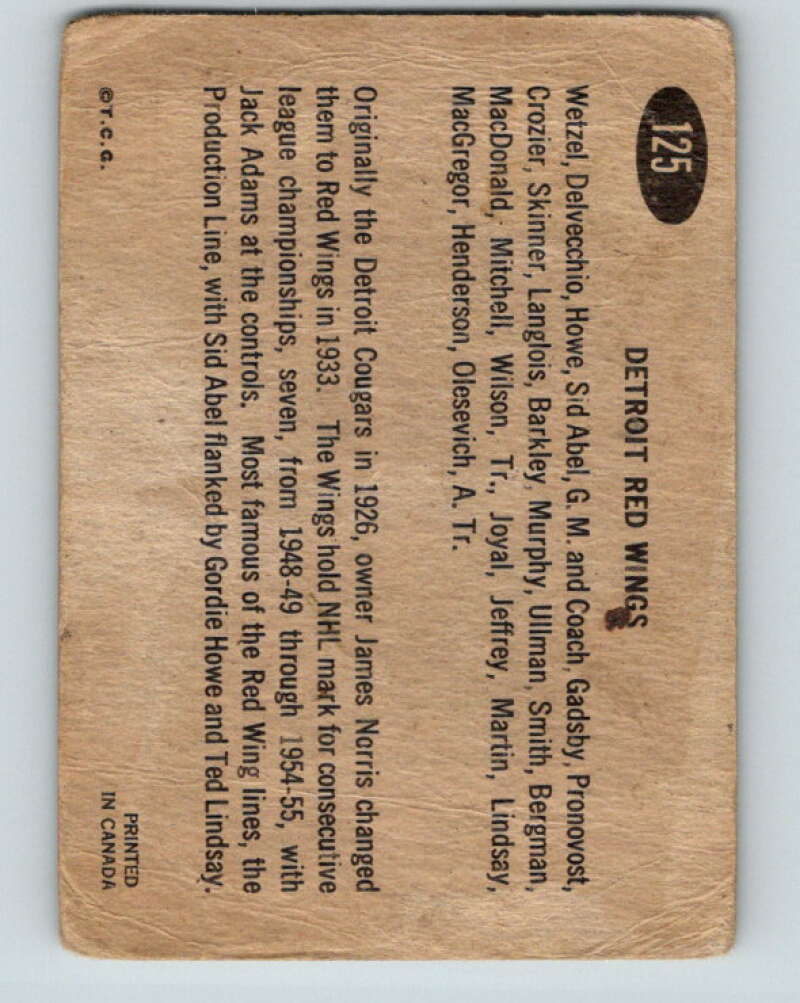 125
DETROIT RED WINGS
Wetzel, Delvecchio, Howe, Sid Abel, G. M. and Coach, Gadsby, Pronovost,
Crozier, Skinner, Langlois, Barkley, Murphy, Ullman, Smith, Bergman,
MacDonald, Mitchell, Wilson, Tr., Joyal, Jeffrey, Martin, Lindsay,
MacGregor, Henderson, Olesevich, A. Tr.
Originally the Detroit Cougars in 1926, owner James Norris changed
them to Red Wings in 1933. The Wings hold NHL mark for consecutive
league championships, seven, from 1948-49 through 1954-55, with
Jack Adams at the controls. Most famous of the Red Wing lines, the
Production Line, with Sid Abel flanked by Gordie Howe and Ted Lindsay.
©T.C.G.
PRINTED
IN CANADA